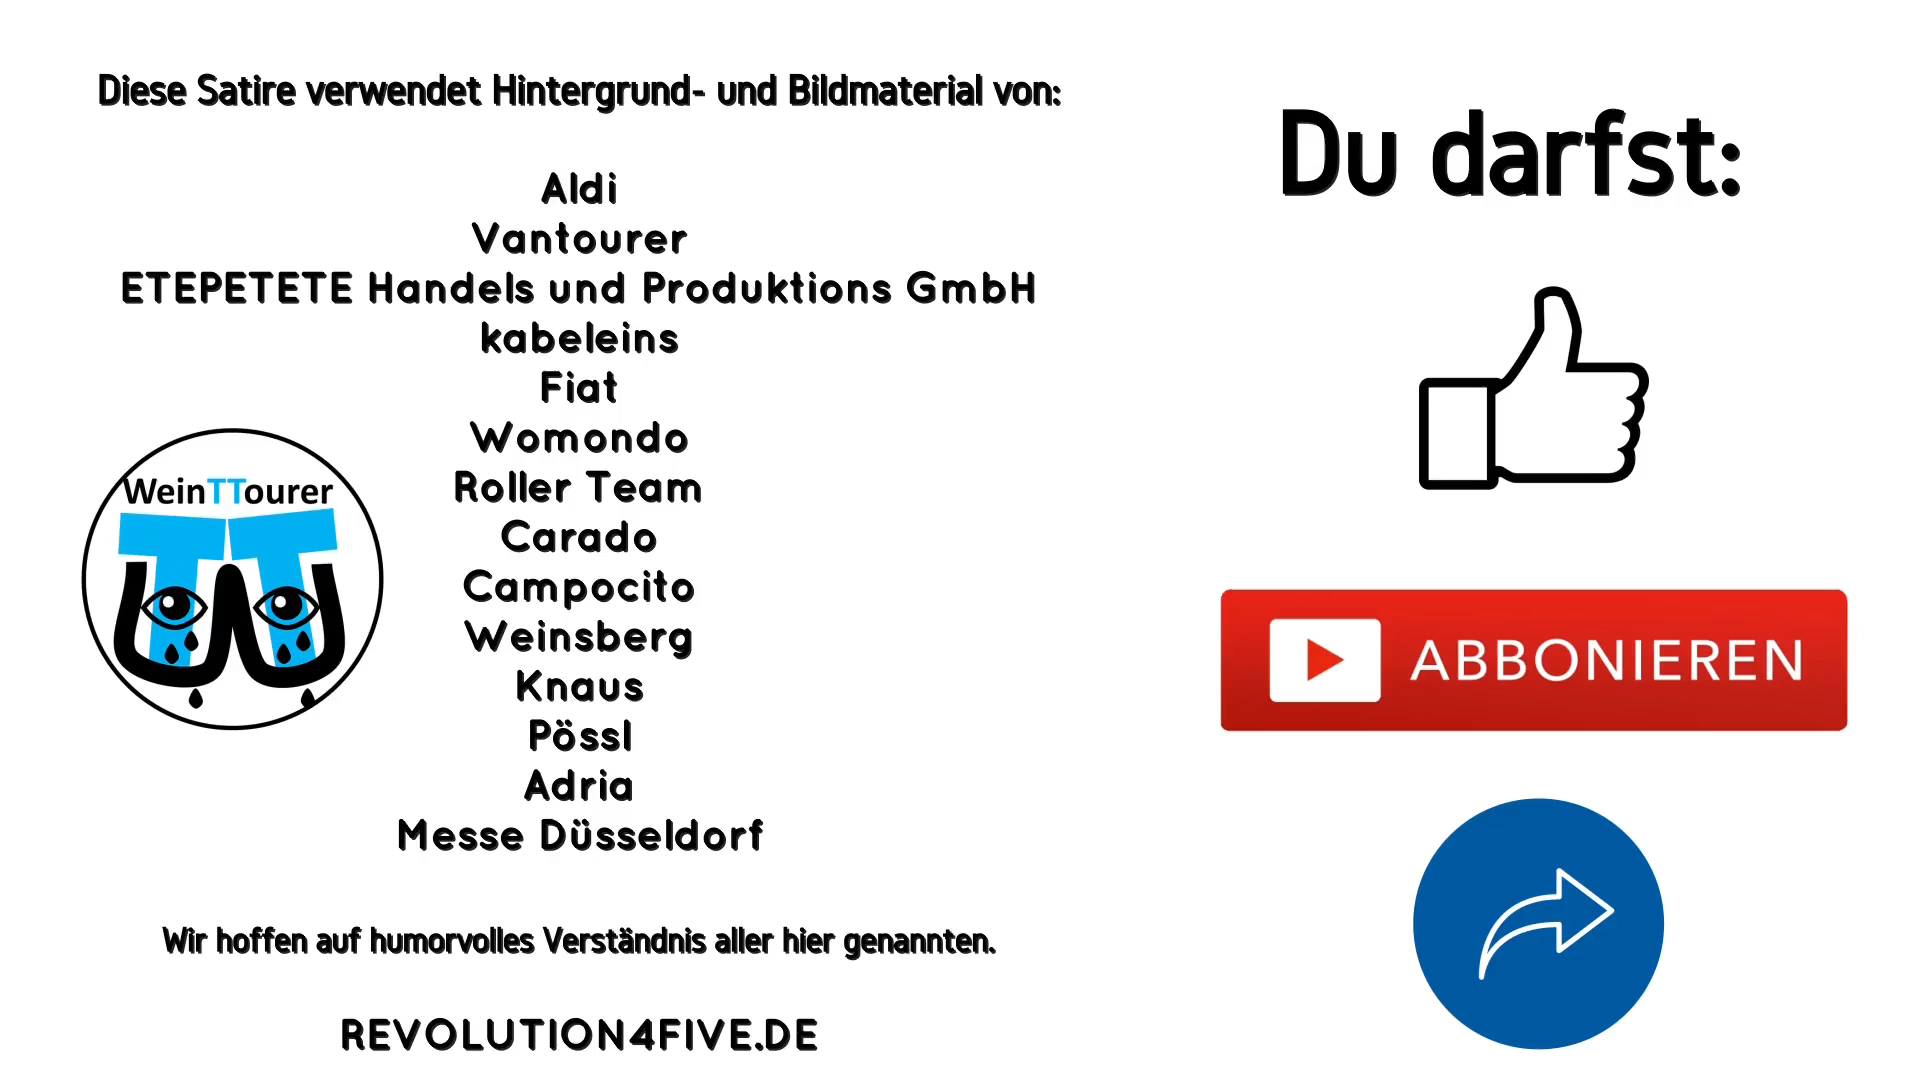 Diese Satire verwendet Hintergrund- und Bildmaterial von:
Aldi
Vantourer
ETEPETETE Handels und Produktions GmbH
kabeleins
Fiat
Womondo
Roller Team
Carado
Campocito
Weinsberg
Knaus
Pössl
Adria
Messe Düsseldorf
Wir hoffen auf humorvolles Verständnis aller hier genannten.
REVOLUTION4FIVE.DE
WeinTTourer
Du darfst:
ABBONIEREN